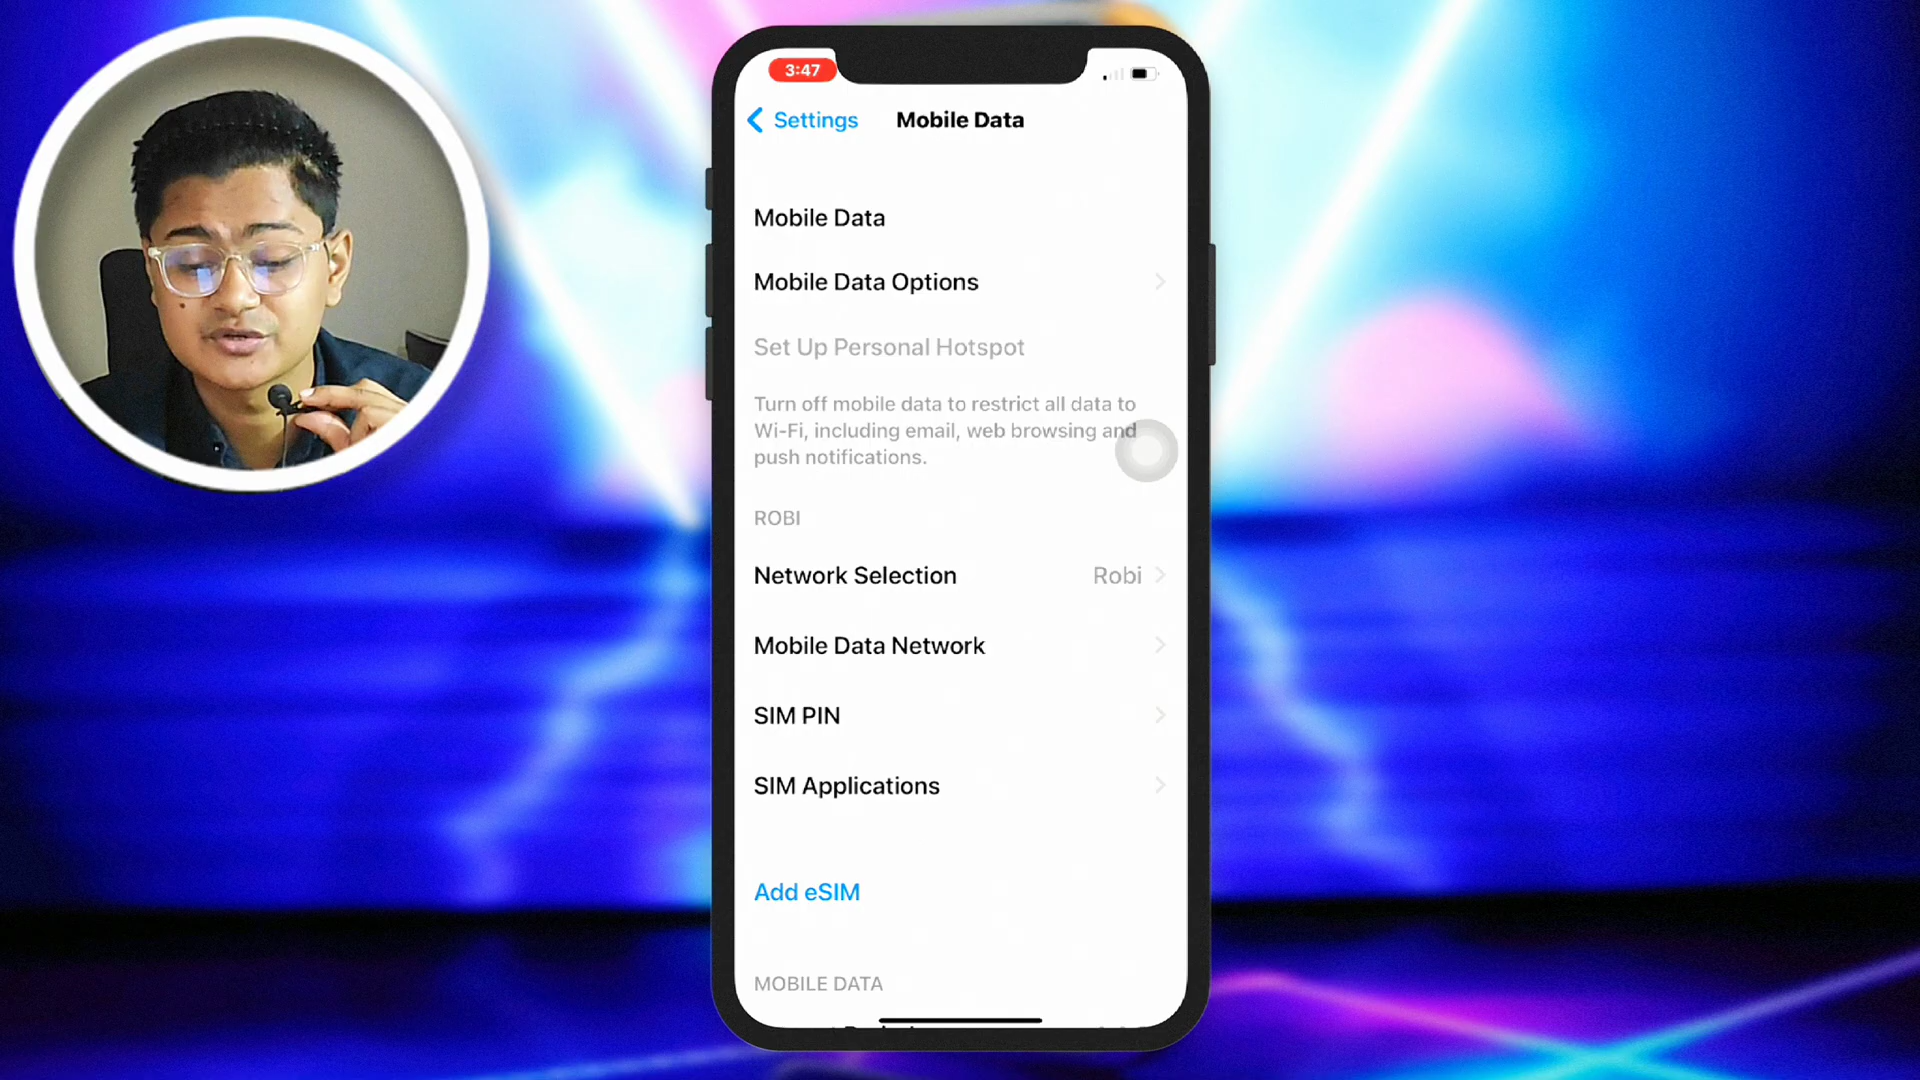 3:47
Settings
Mobile Data
Mobile Data
Mobile Data Options
Set Up Personal Hotspot
Turn off mobile data to restrict all data to
Wi-Fi, including email, web browsing and
push notifications.
ROBI
Network Selection Robi
Mobile Data Network
SIM PIN
SIM Applications
Add eSIM
MOBILE DATA